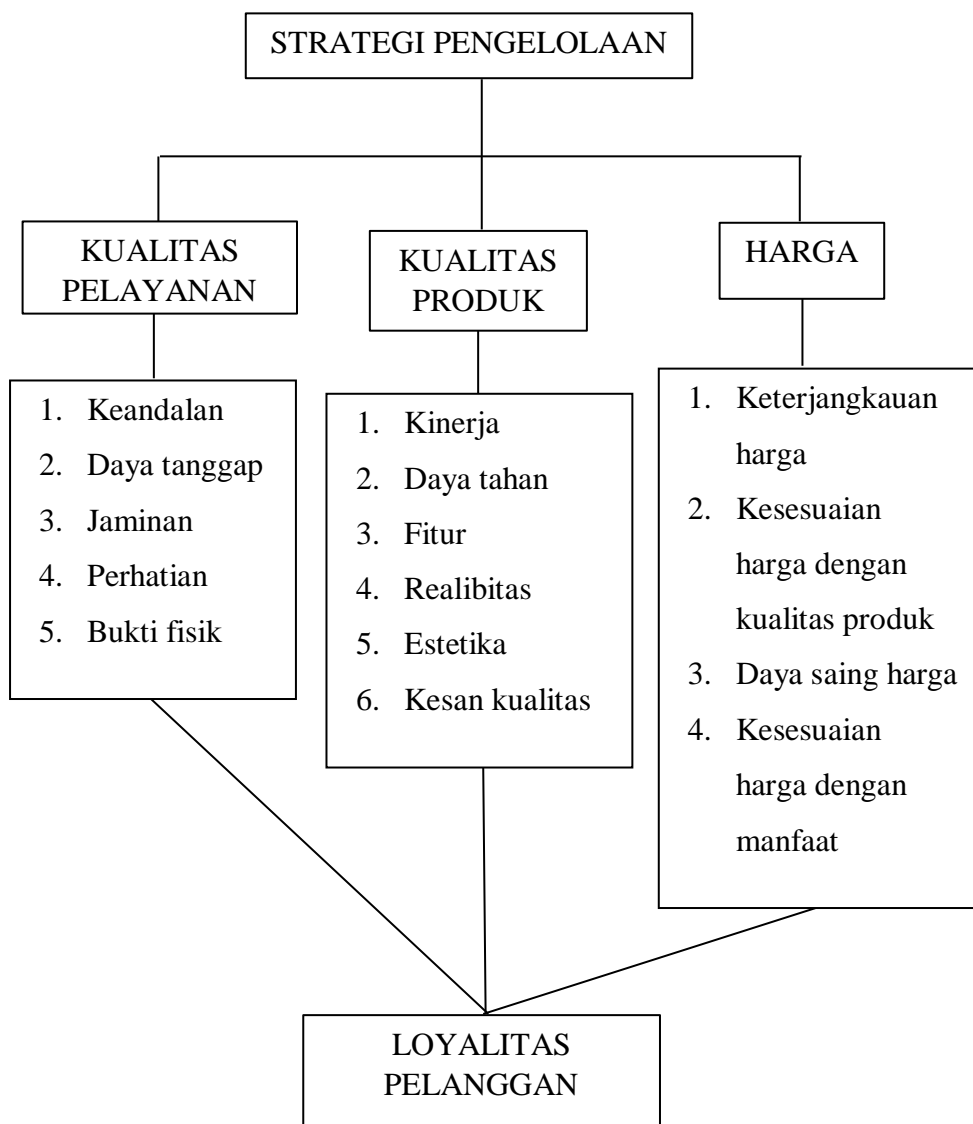 STRATEGI PENGELOLAAN
KUALITAS
PELAYANAN
KUALITAS
PRODUK
HARGA
1. Keandalan
2. Daya tanggap
3. Jaminan
4. Perhatian
5. Bukti fisik
1. Kinerja
2. Daya tahan
3. Fitur
4. Realibitas
5. Estetika
6. Kesan kualitas
1. Keterjangkauan
harga
2. Kesesuaian
harga dengan
kualitas produk
3. Daya saing harga
4. Kesesuaian
harga dengan
manfaat
LOYALITAS
PELANGGAN